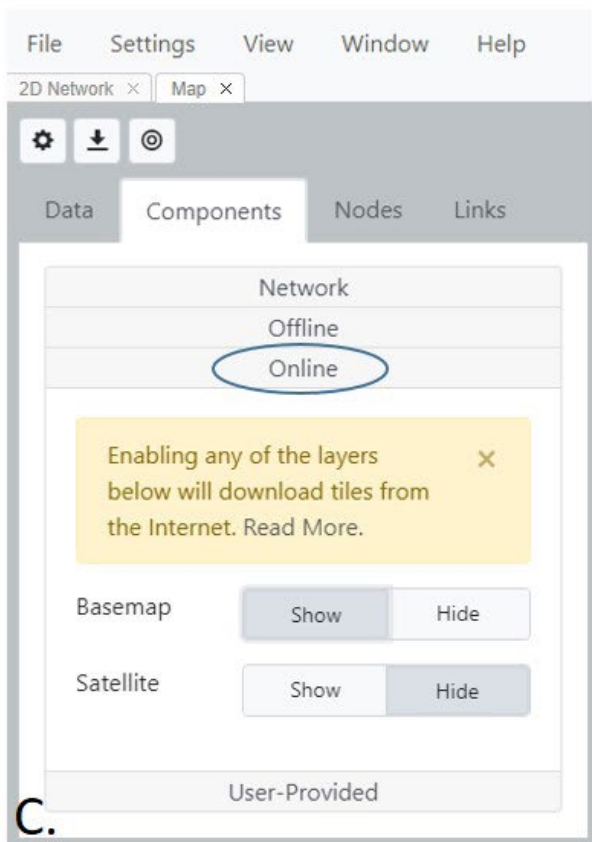 File Settings View Window Help
2D Network × Map ×
Data Components Nodes Links
Network
Offline
Online
Enabling any of the layers ×
below will download tiles from
the Internet. Read More.
Basemap Show Hide
Satellite Show Hide
User-Provided
C.